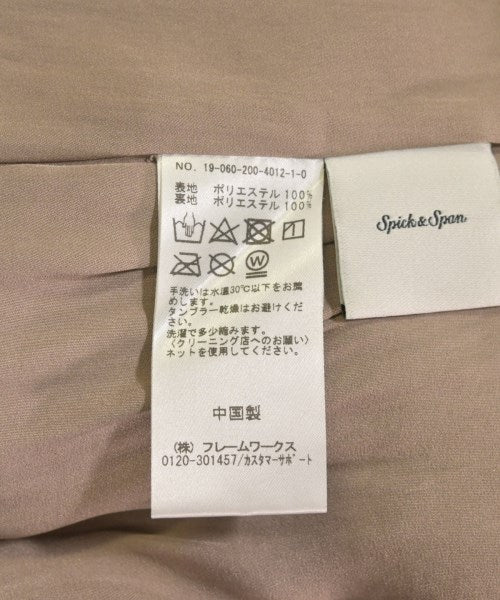 NO. 19-060-200-4012-1-0
表地 ポリエステル 100%
裏地 ポリエステル 100%
W
手洗いは水温30℃以下をお薦
めします。
タンブラー乾燥はお避けくださ
い。
洗濯で多少縮みます。
〈クリーニング店へのお願い〉
ネットを使用してください。
中国製
(株) フレームワークス
0120-301457/カスタマーサポート
Spick&Span